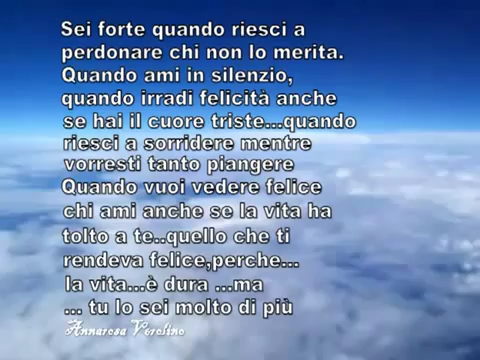 Sei forte quando riesci a
perdonare chi non lo merita.
Quando ami in silenzio,
quando irradi felicità anche
se hai il cuore triste...quando
riesci a sorridere mentre
vorresti tanto piangere
Quando vuoi vedere felice
chi ami anche se la vita ha
tolto a te..quello che ti
rendeva felice,perche...
la vita...è dura ...ma
... tu lo sei molto di più
Annarosa Verolino